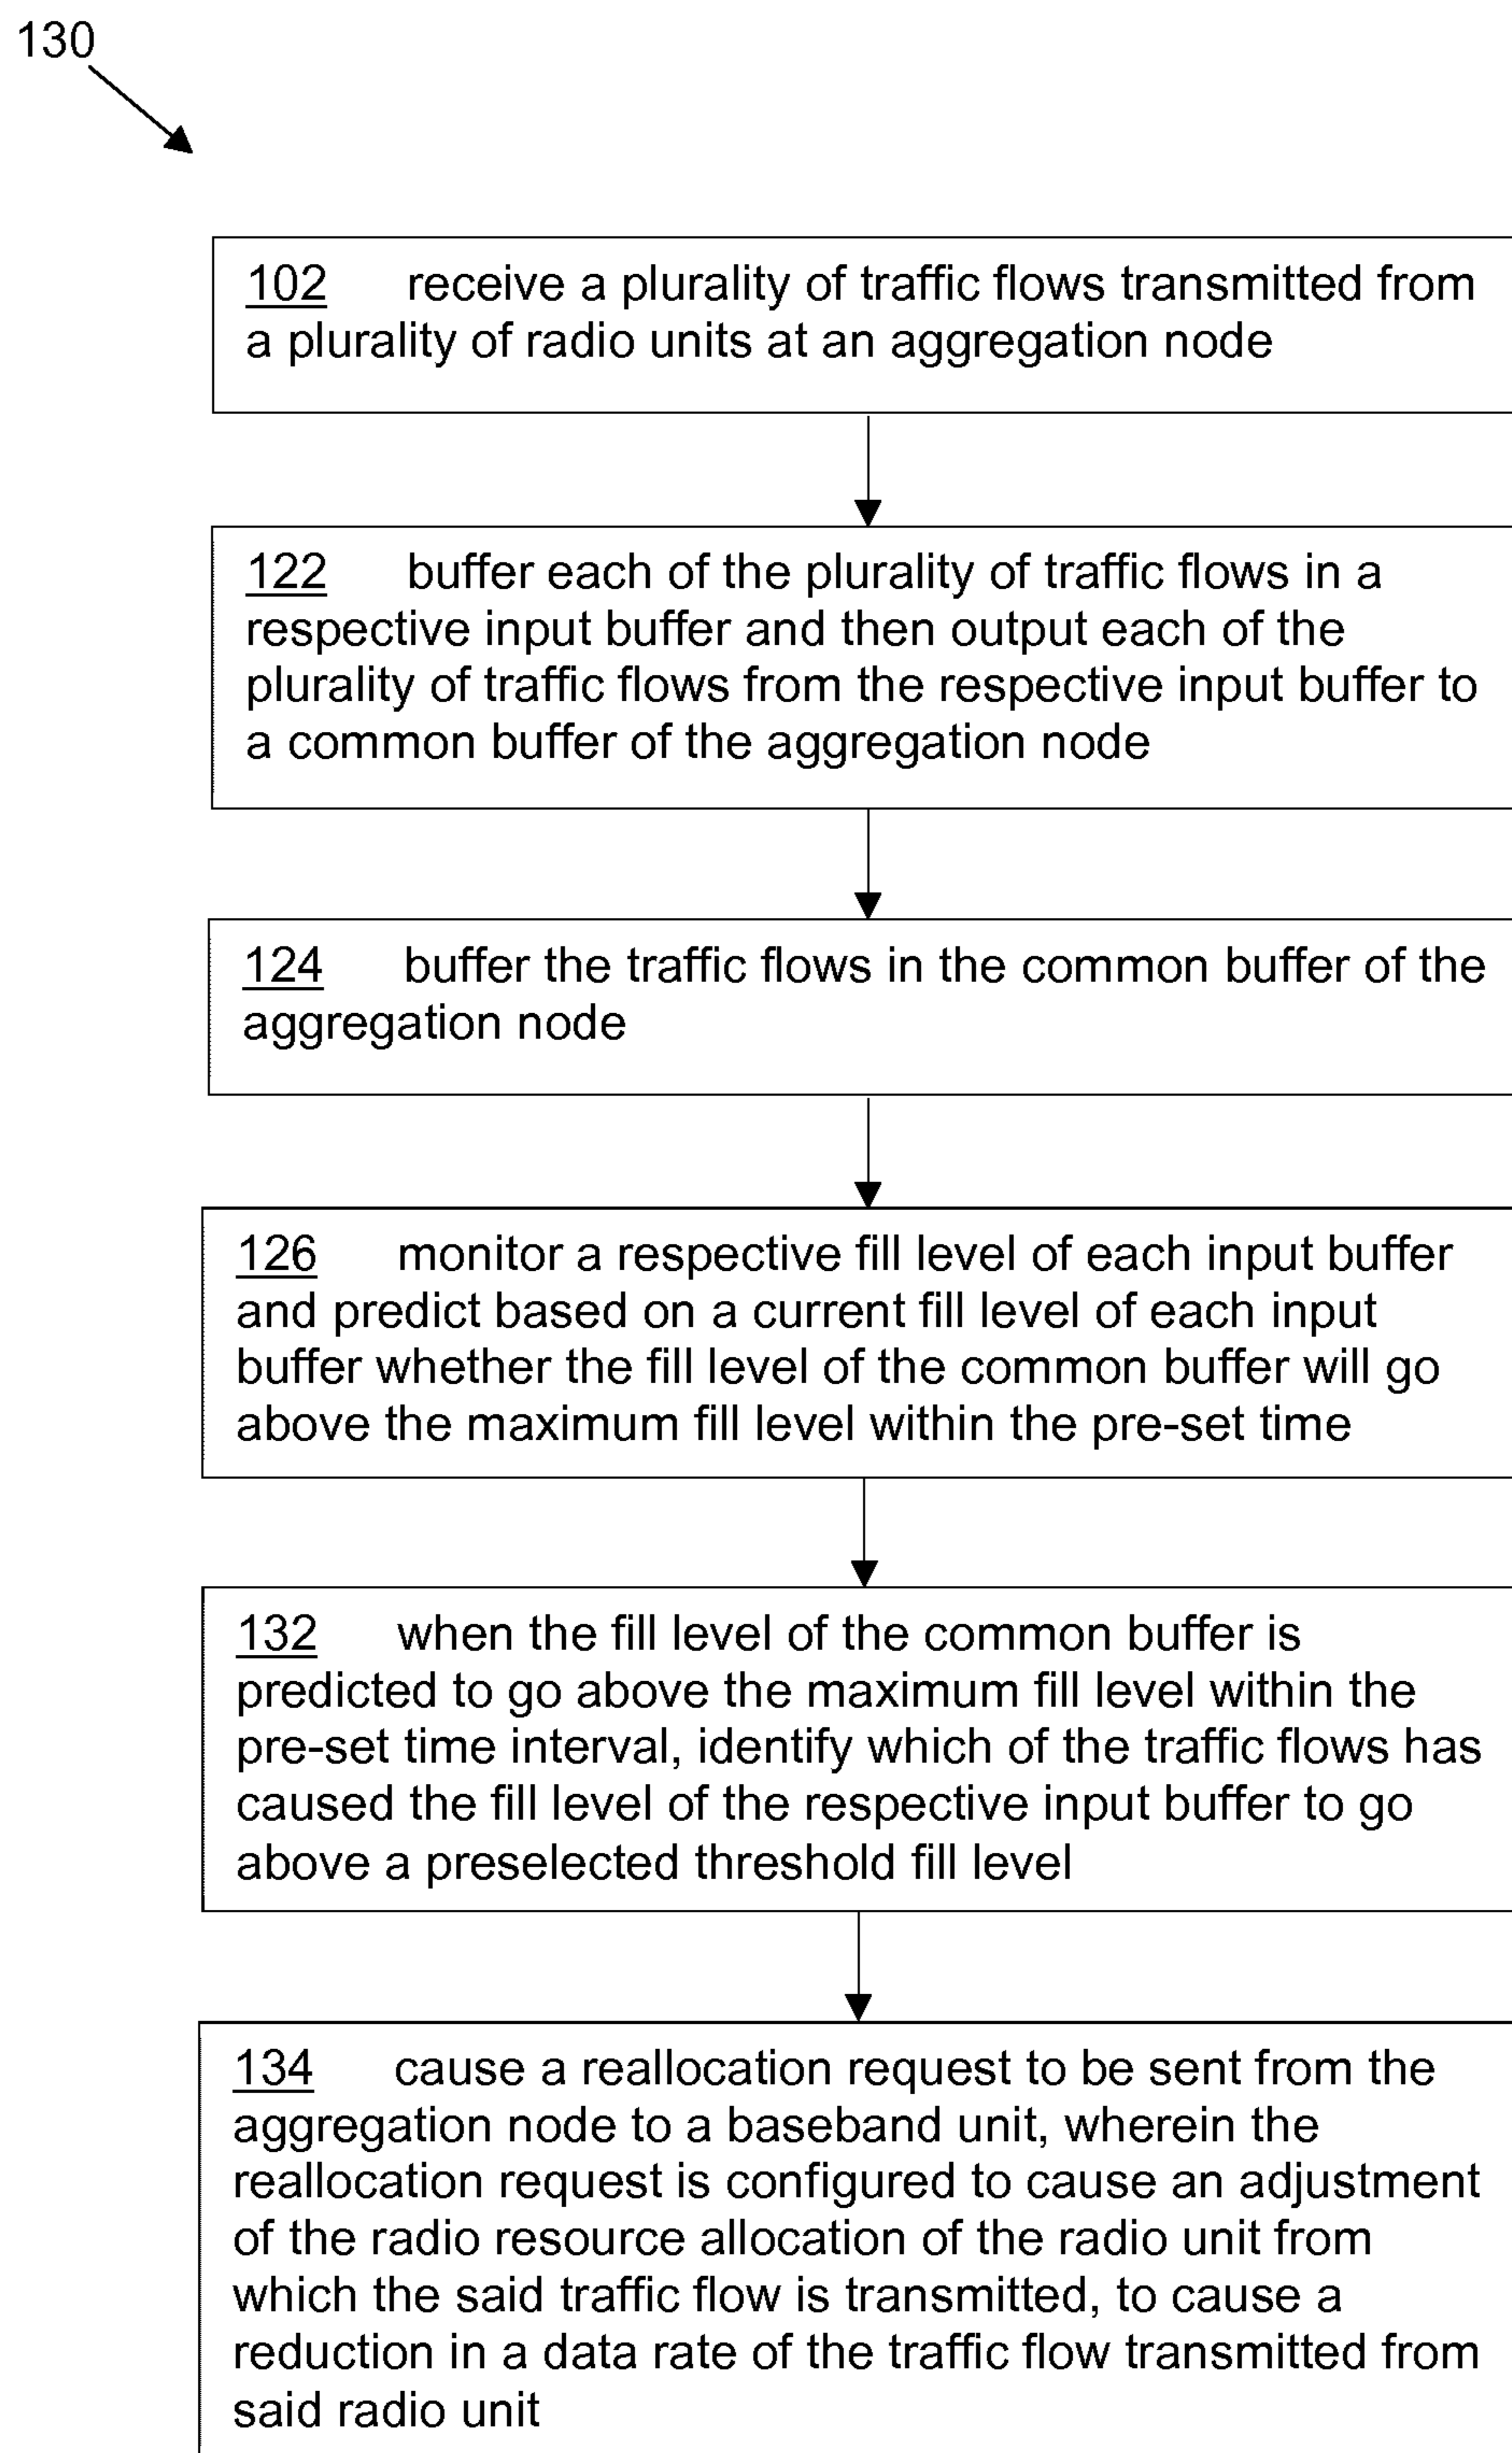 130
102 receive a plurality of traffic flows transmitted from
a plurality of radio units at an aggregation node
122 buffer each of the plurality of traffic flows in a
respective input buffer and then output each of the
plurality of traffic flows from the respective input buffer to
a common buffer of the aggregation node
124 buffer the traffic flows in the common buffer of the
aggregation node
126 monitor a respective fill level of each input buffer
and predict based on a current fill level of each input
buffer whether the fill level of the common buffer will go
above the maximum fill level within the pre-set time
132 when the fill level of the common buffer is
predicted to go above the maximum fill level within the
pre-set time interval, identify which of the traffic flows has
caused the fill level of the respective input buffer to go
above a preselected threshold fill level
134 cause a reallocation request to be sent from the
aggregation node to a baseband unit, wherein the
reallocation request is configured to cause an adjustment
of the radio resource allocation of the radio unit from
which the said traffic flow is transmitted, to cause a
reduction in a data rate of the traffic flow transmitted from
said radio unit